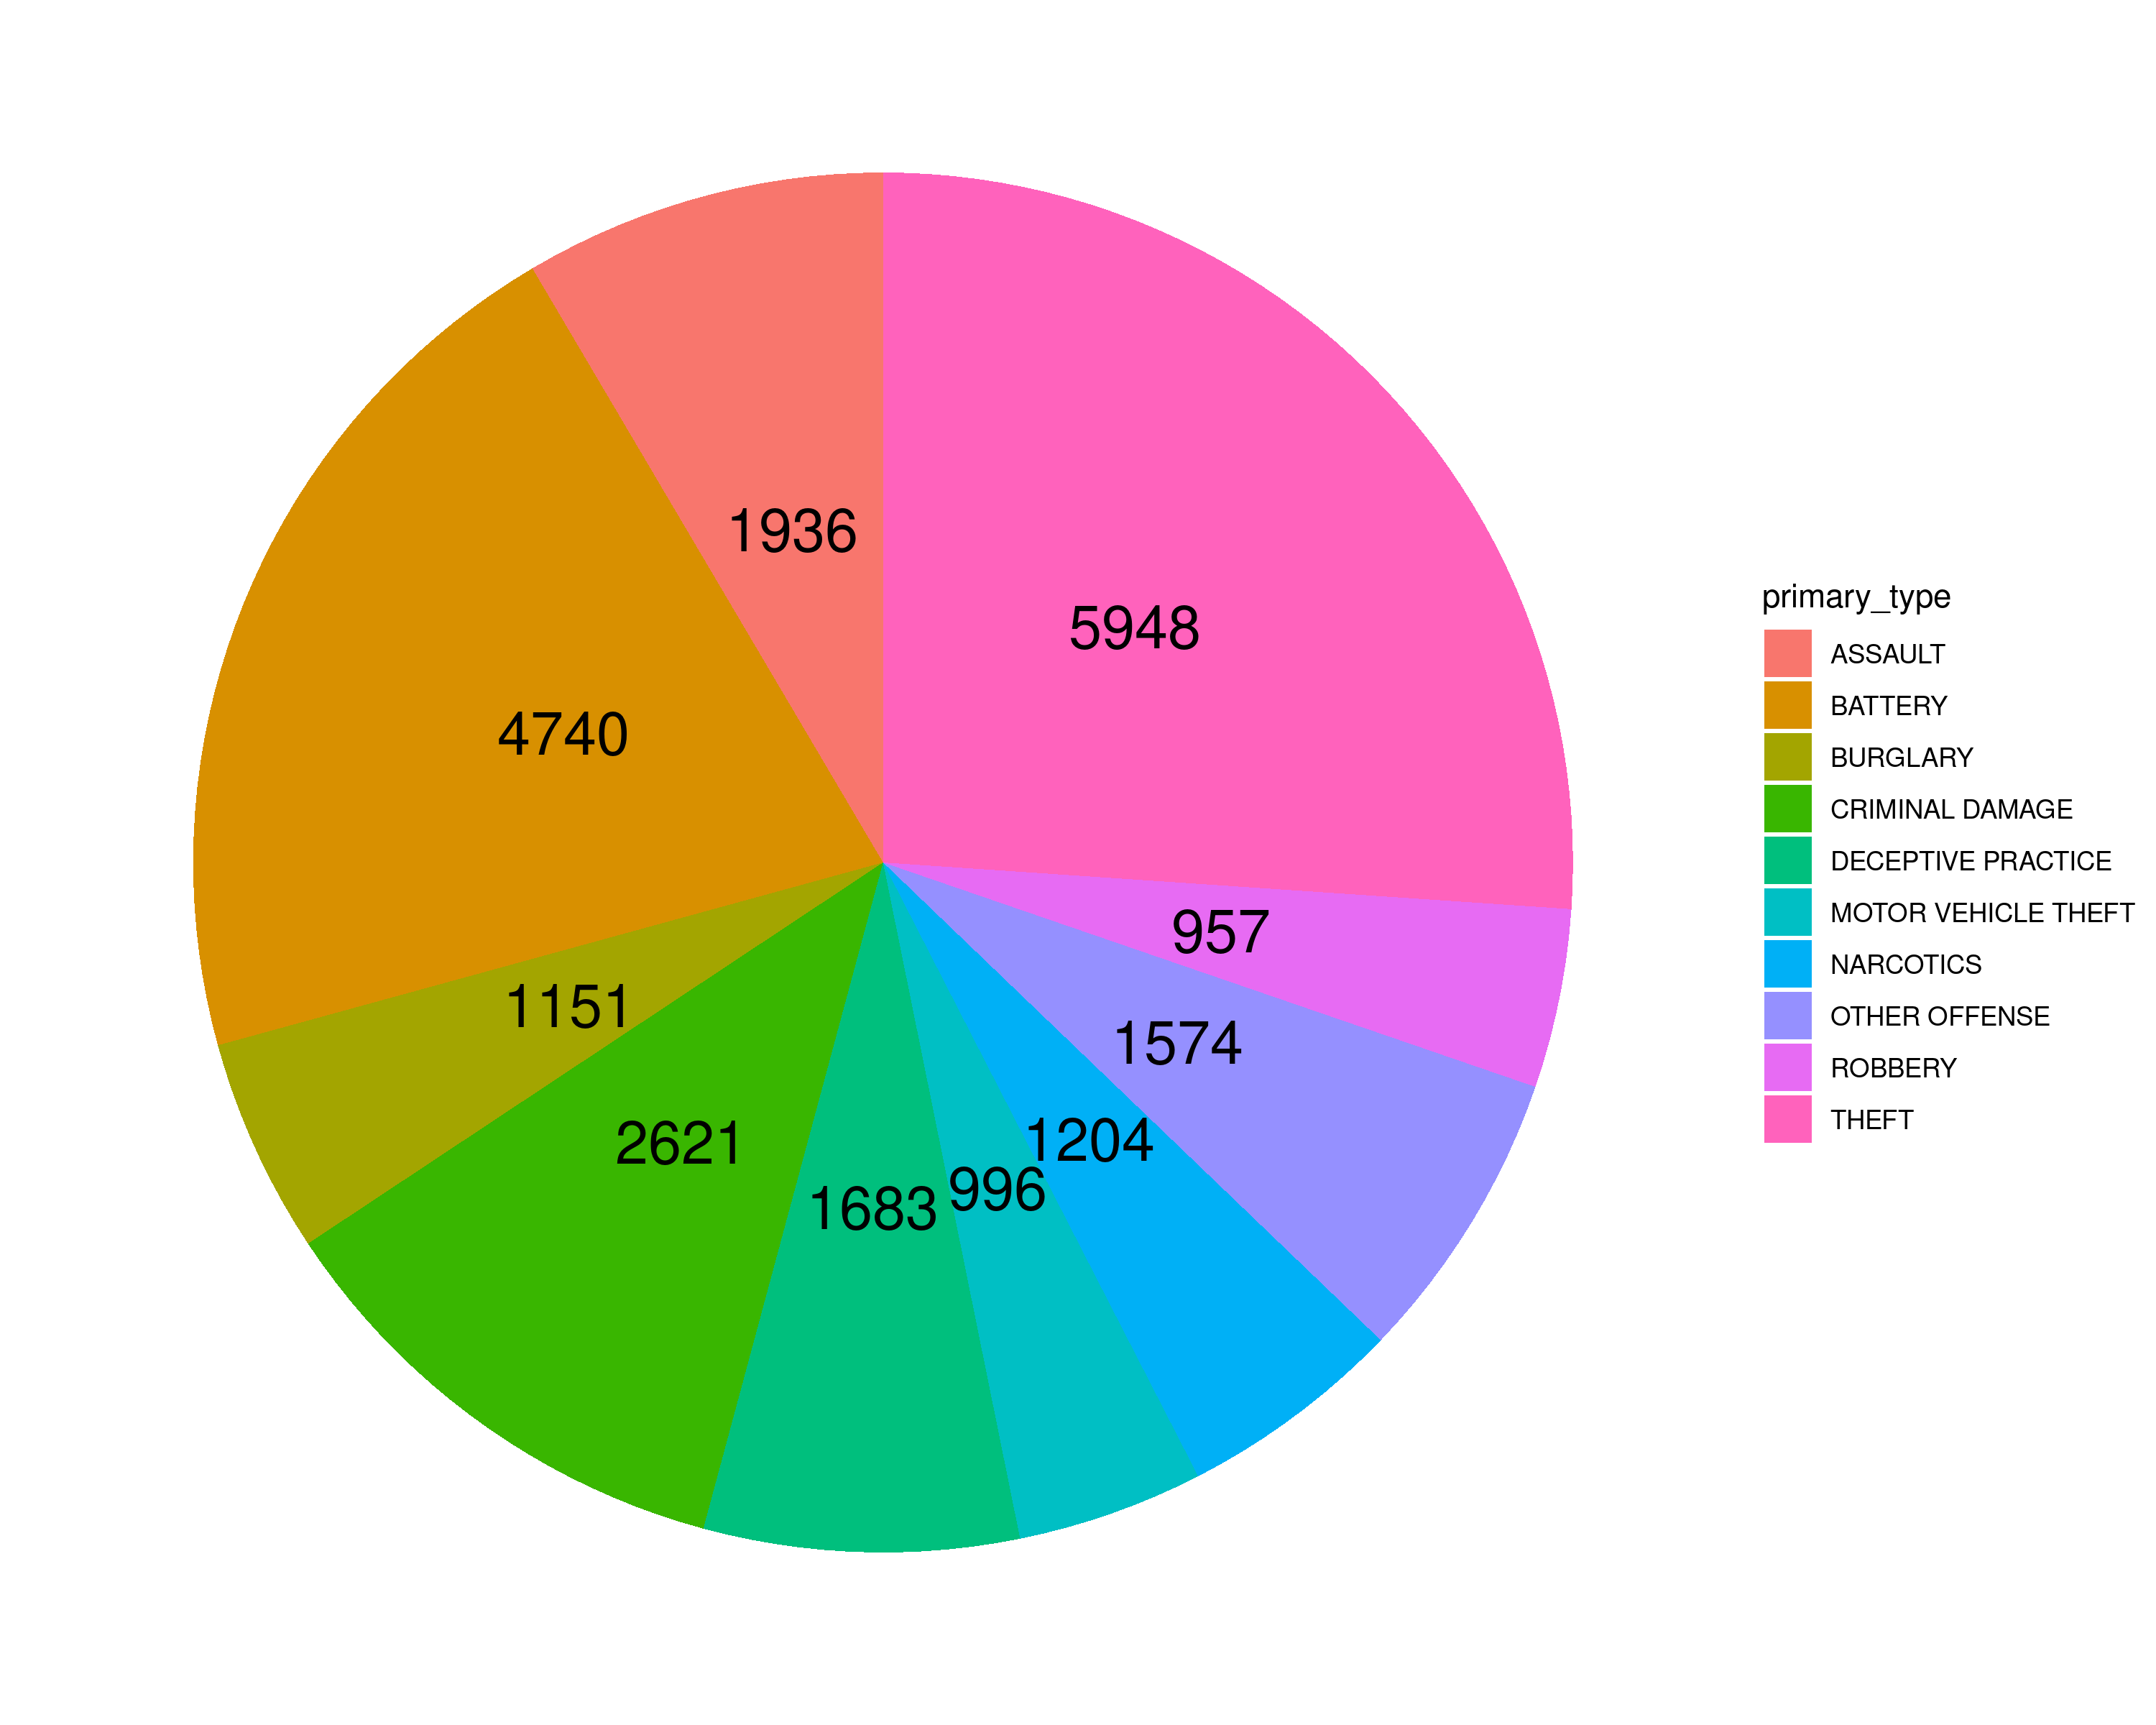 1936
5948
4740
957
1151
1574
2621
1204
996
1683
primary_type
ASSAULT
BATTERY
BURGLARY
CRIMINAL DAMAGE
DECEPTIVE PRACTICE
MOTOR VEHICLE THEFT
NARCOTICS
OTHER OFFENSE
ROBBERY
THEFT